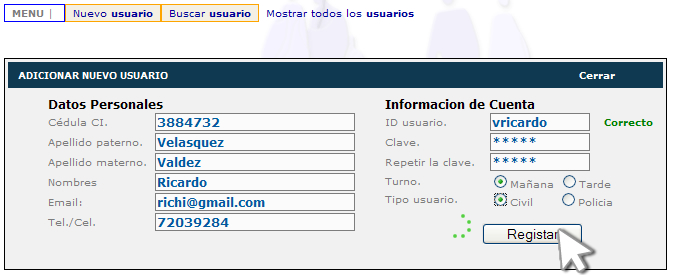 MENU | Nuevo usuario Buscar usuario Mostrar todos los usuarios
ADICIONAR NUEVO USUARIO Cerrar
Datos Personales Informacion de Cuenta
Cédula CI. 3884732 ID usuario. vricardo Correcto
Apellido paterno. Velasquez Clave. *****
Apellido materno. Valdez Repetir la clave. *****
Nombres Ricardo Turno. Mañana Tarde
Email: richi@gmail.com Tipo usuario. Civil Policia
Tel./Cel. 72039284 Registar